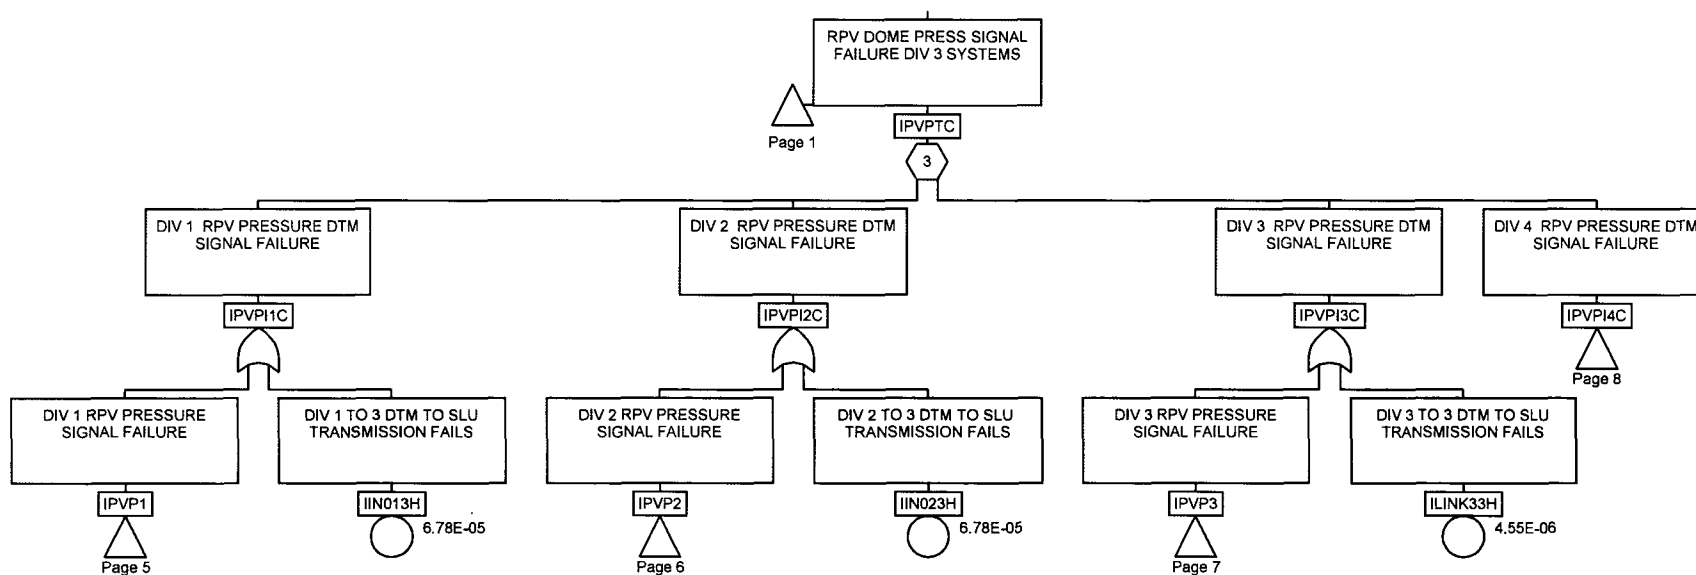 RPV DOME PRESS SIGNAL
FAILURE DIV 3 SYSTEMS
Page 1
IPVPTC
3
DIV 1 RPV PRESSURE DTM
SIGNAL FAILURE
DIV 2 RPV PRESSURE DTM
SIGNAL FAILURE
DIV 3 RPV PRESSURE DTM
SIGNAL FAILURE
DIV 4 RPV PRESSURE DTM
SIGNAL FAILURE
IPVPI1C
IPVPI2C
IPVPI3C
IPVPI4C
Page 8
DIV 1 RPV PRESSURE
SIGNAL FAILURE
DIV 1 TO 3 DTM TO SLU
TRANSMISSION FAILS
DIV 2 RPV PRESSURE
SIGNAL FAILURE
DIV 2 TO 3 DTM TO SLU
TRANSMISSION FAILS
DIV 3 RPV PRESSURE
SIGNAL FAILURE
DIV 3 TO 3 DTM TO SLU
TRANSMISSION FAILS
IPVP1
IIN013H
IPVP2
IIN023H
IPVP3
ILINK33H
Page 5
6.78E-05
Page 6
6.78E-05
Page 7
4.55E-06